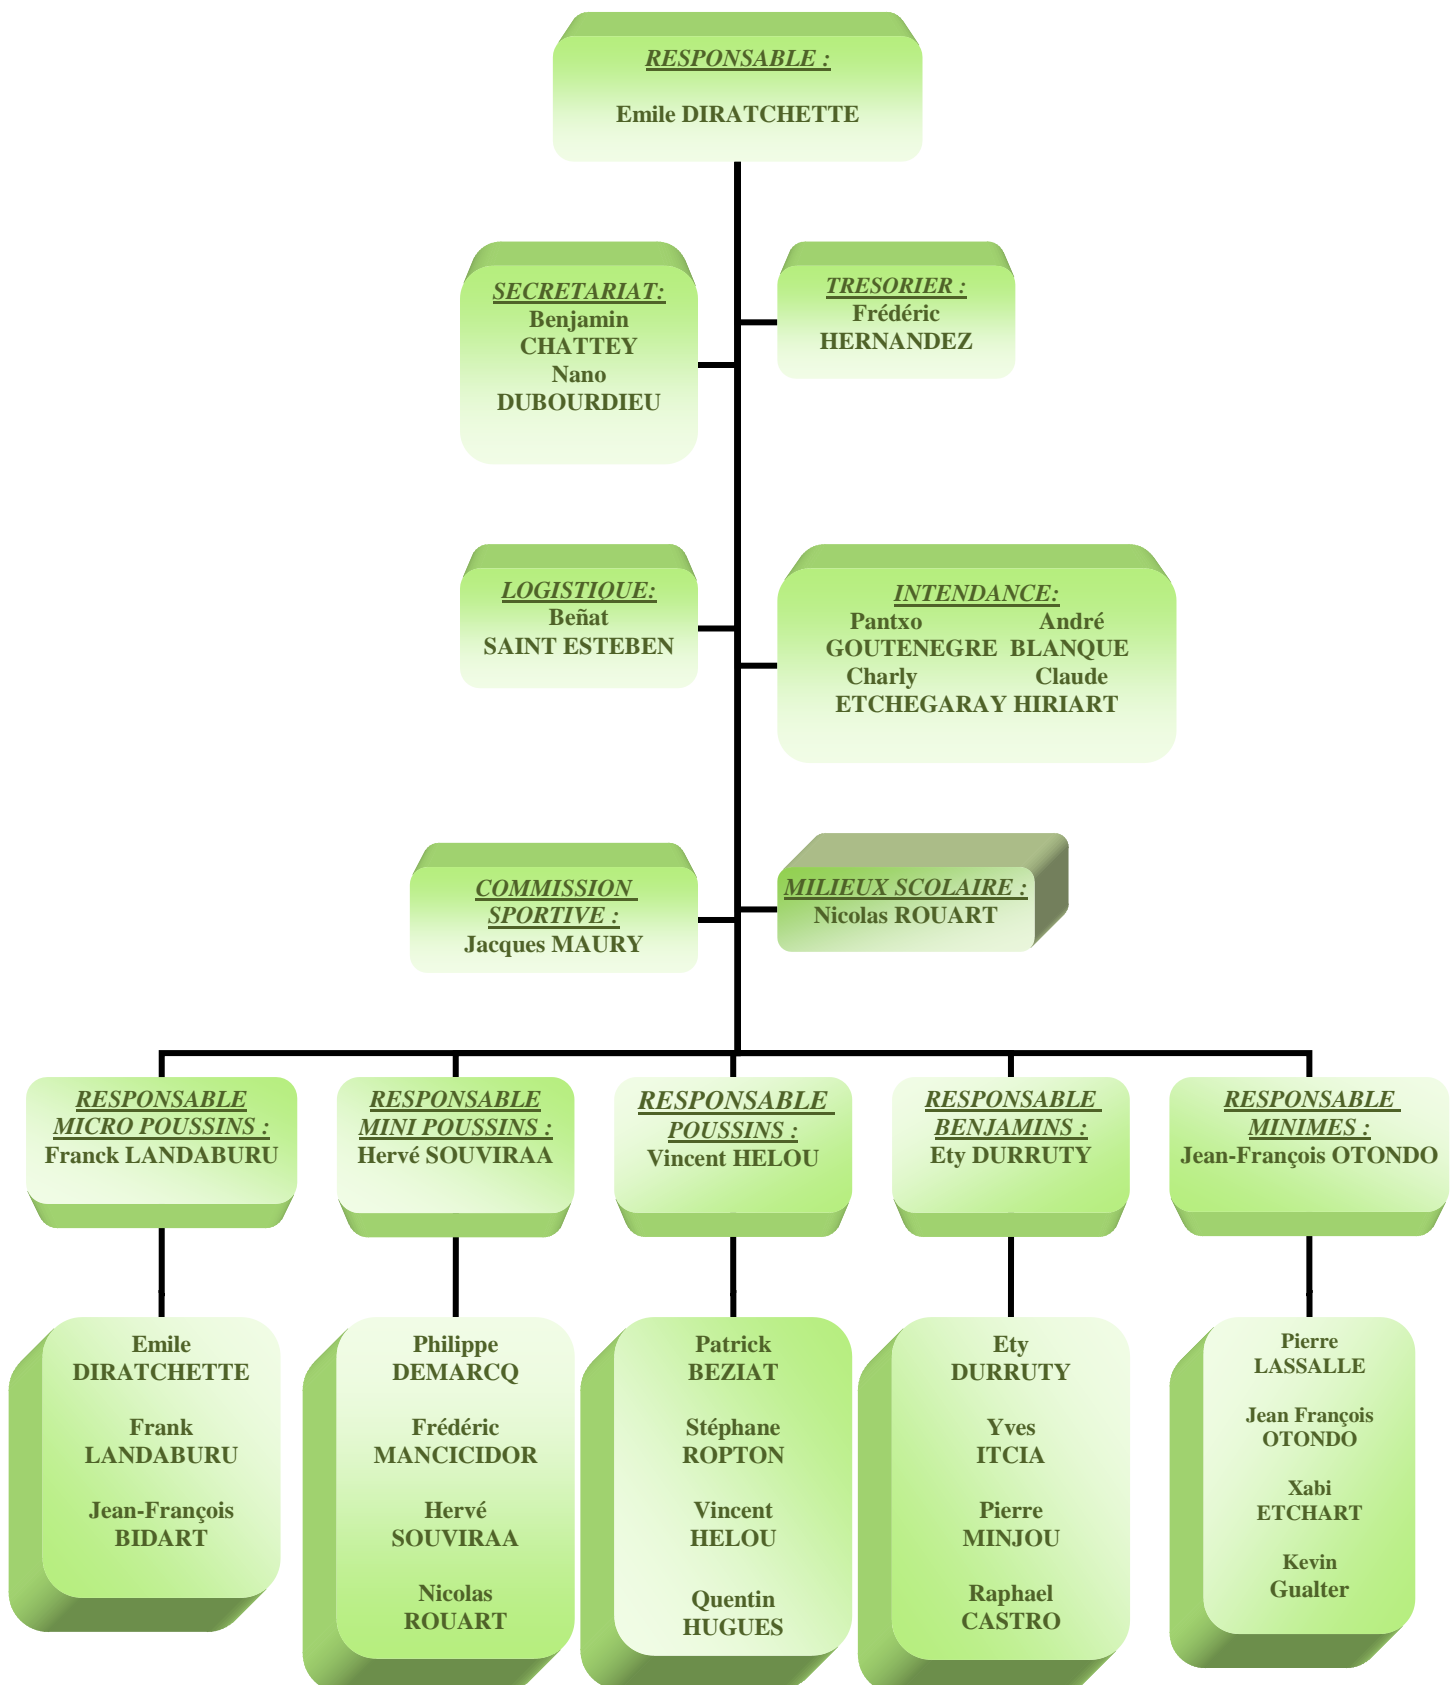 RESPONSABLE :
Emile DIRATCHETTE
SECRETARIAT:
Benjamin
CHATTEY
Nano
DUBOURDIEU
TRESORIER :
Frédéric
HERNANDEZ
LOGISTIQUE:
Beñat
SAINT ESTEBEN
INTENDANCE:
Pantxo André
GOUTENEGRE BLANQUE
Charly Claude
ETCHEGARAY HIRIART
COMMISSION
SPORTIVE :
Jacques MAURY
MILIEUX SCOLAIRE :
Nicolas ROUART
RESPONSABLE
MICRO POUSSINS :
Franck LANDABURU
RESPONSABLE
MINI POUSSINS :
Hervé SOUVIRAA
RESPONSABLE
POUSSINS :
Vincent HELOU
RESPONSABLE
BENJAMINS :
Ety DURRUTY
RESPONSABLE
MINIMES :
Jean-François OTONDO
Emile
DIRATCHETTE
Frank
LANDABURU
Jean-François
BIDART
Philippe
DEMARCQ
Frédéric
MANCICIDOR
Hervé
SOUVIRAA
Nicolas
ROUART
Patrick
BEZIAT
Stéphane
ROPTON
Vincent
HELOU
Quentin
HUGUES
Ety
DURRUTY
Yves
ITCIA
Pierre
MINJOU
Raphael
CASTRO
Pierre
LASSALLE
Jean François
OTONDO
Xabi
ETCHART
Kevin
Gualter